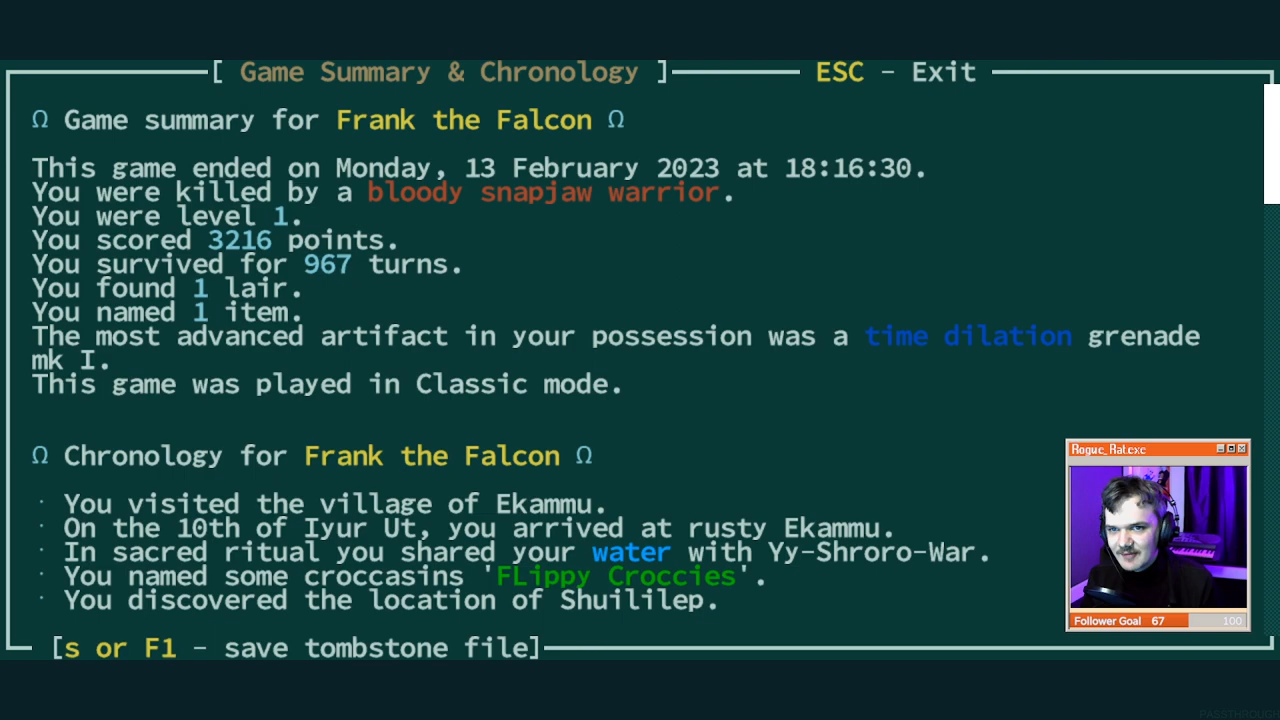 [ Game Summary & Chronology ] ESC - Exit
Ω Game summary for Frank the Falcon Ω
This game ended on Monday, 13 February 2023 at 18:16:30.
You were killed by a bloody snapjaw warrior.
You were level 1.
You scored 3216 points.
You survived for 967 turns.
You found 1 lair.
You named 1 item.
The most advanced artifact in your possession was a time dilation grenade
mk I.
This game was played in Classic mode.
Ω Chronology for Frank the Falcon Ω
· You visited the village of Ekammu.
· On the 10th of Iyur Ut, you arrived at rusty Ekammu.
· In sacred ritual you shared your water with Yy-Shroro-War.
· You named some croccasins 'FLippy Croccies'.
· You discovered the location of Shuililep.
[s or F1 - save tombstone file]
Rogue_Rat.exe
Follower Goal 67 100